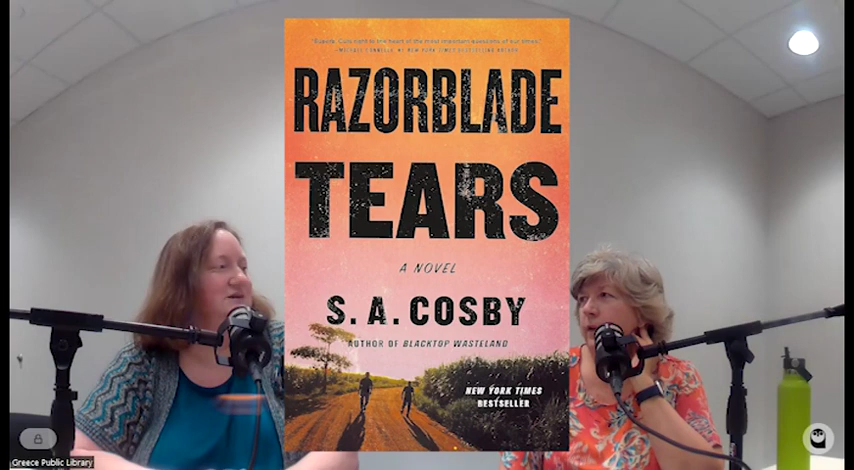 RAZORBLADE
TEARS
A NOVEL
S. A. COSBY
AUTHOR OF BLACKTOP WASTELAND
NEW YORK TIMES
BESTSELLER
Greece Public Library